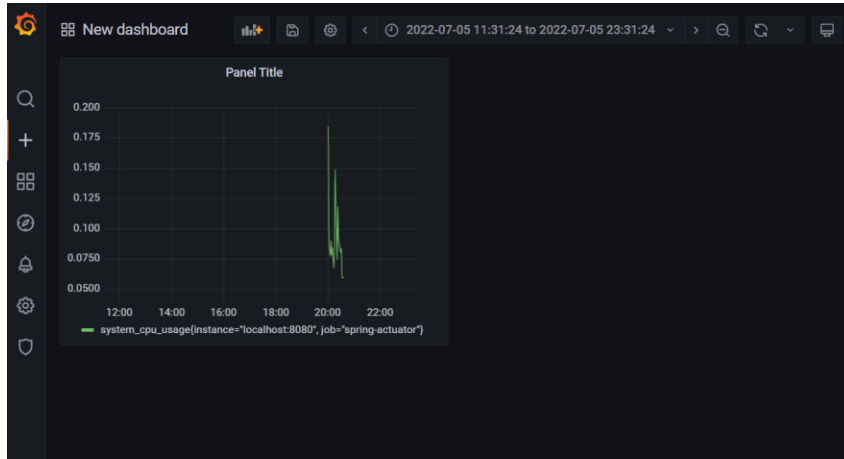 New dashboard
2022-07-05 11:31:24 to 2022-07-05 23:31:24
Panel Title
0.200
0.175
0.150
0.125
0.100
0.0750
0.0500
12:00 14:00 16:00 18:00 20:00 22:00
system_cpu_usage{instance="localhost:8080", job="spring-actuator"}